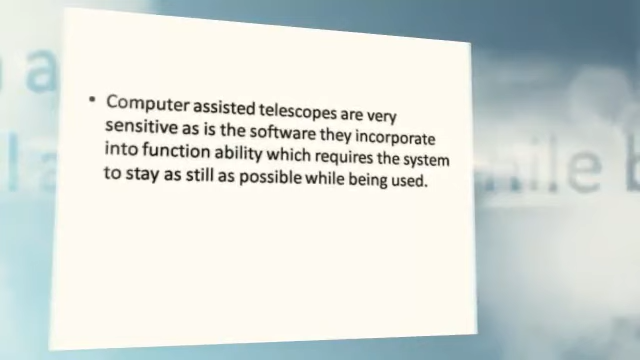 • Computer assisted telescopes are very
sensitive as is the software they incorporate
into function ability which requires the system
to stay as still as possible while being used.